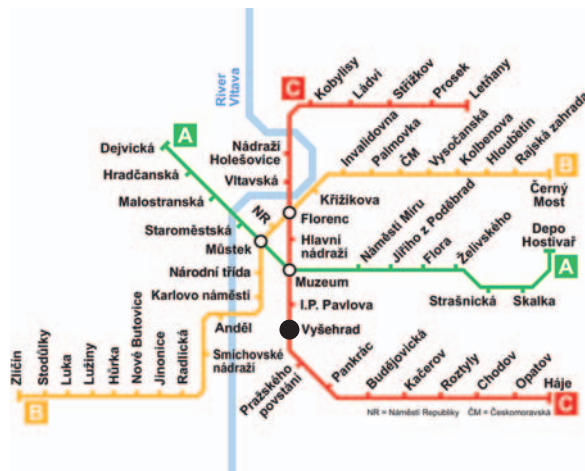 River
Vltava
C
Kobylisy
Ládví
Střížkov
Prosek
Letňany
A
Dejvická
Hradčanská
Malostranská
Staroměstská
Můstek
Nádraží
Holešovice
Vltavská
NR
Florenc
Křižíkova
Invalidovna
Palmovka
ČM
Vysočanská
Kolbenova
Hloubětín
Rajská zahrada
B
Černý
Most
Hlavní
nádraží
Muzeum
Náměstí Míru
Jiřího z Poděbrad
Flora
Želivského
Strašnická
Skalka
Depo
Hostivař
A
Národní třída
Karlovo náměstí
Anděl
Smíchovské
nádraží
I.P. Pavlova
Vyšehrad
Zličín
Stodůlky
Luka
Lužiny
Hůrka
Nové Butovice
Jinonice
Radlická
B
Pražského
povstání
Pankrác
Budějovická
Kačerov
Roztyly
Chodov
Opatov
Háje
C
NR = Náměstí Republiky ČM = Českomoravská